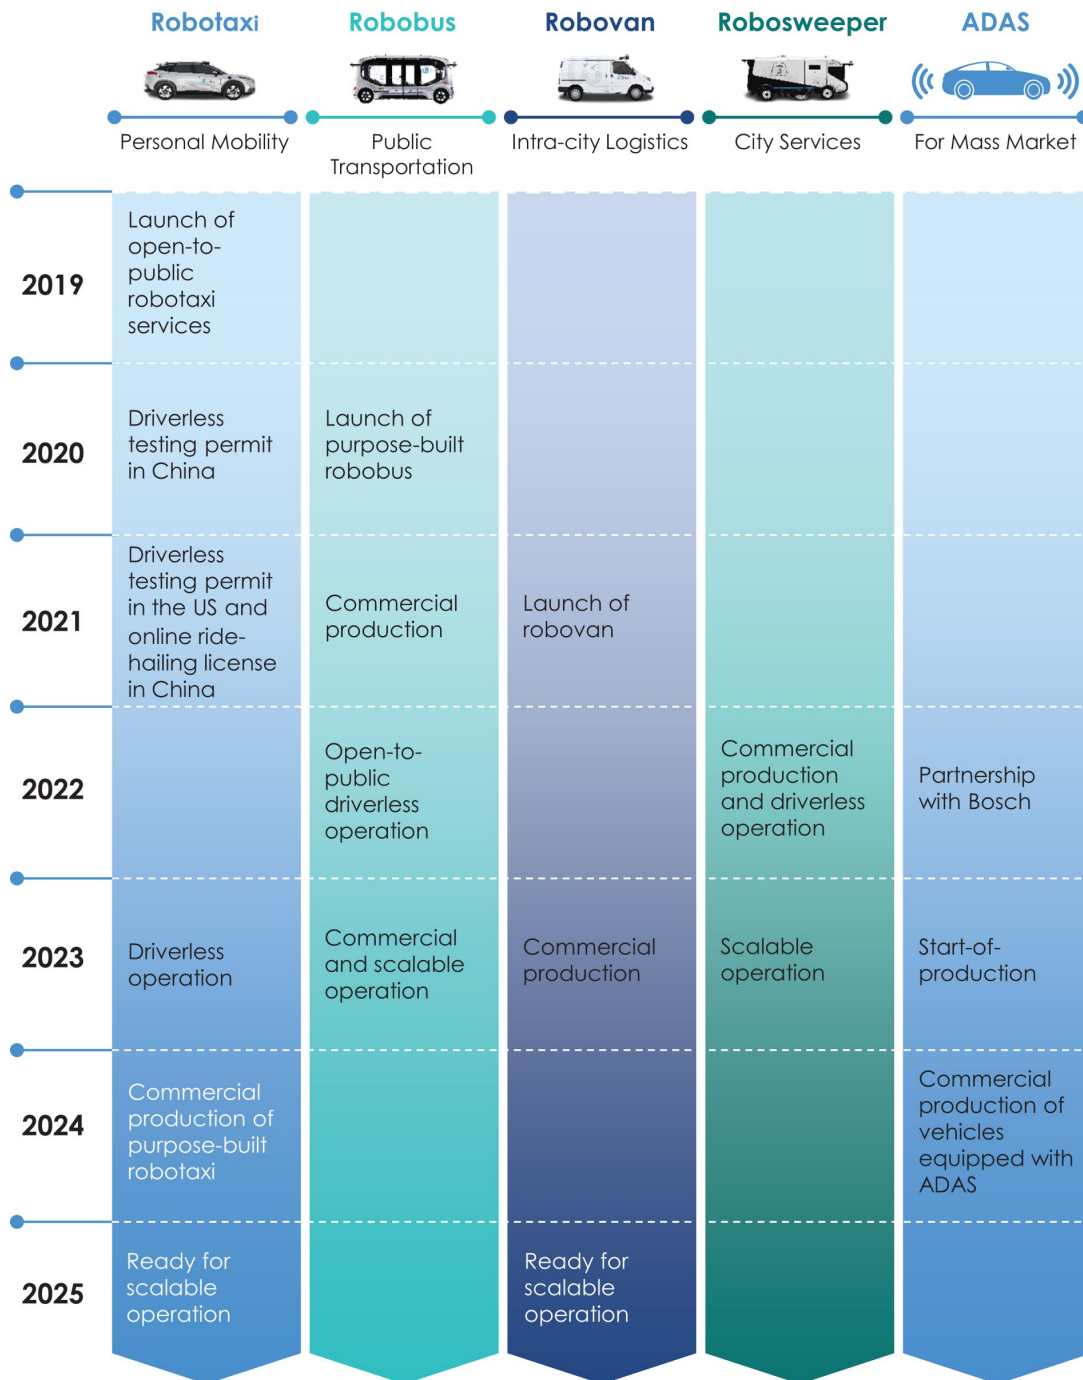 Robotaxi
Robobus
Robovan
Robosweeper
ADAS
Personal Mobility
Public
Transportation
Intra-city Logistics
City Services
For Mass Market
2019
Launch of
open-to-
public
robotaxi
services
2020
Driverless
testing permit
in China
Launch of
purpose-built
robobus
2021
Driverless
testing permit
in the US and
online ride-
hailing license
in China
Commercial
production
Launch of
robovan
2022
Open-to-
public
driverless
operation
Commercial
production
and driverless
operation
Partnership
with Bosch
2023
Driverless
operation
Commercial
and scalable
operation
Commercial
production
Scalable
operation
Start-of-
production
2024
Commercial
production of
purpose-built
robotaxi
Commercial
production of
vehicles
equipped with
ADAS
2025
Ready for
scalable
operation
Ready for
scalable
operation